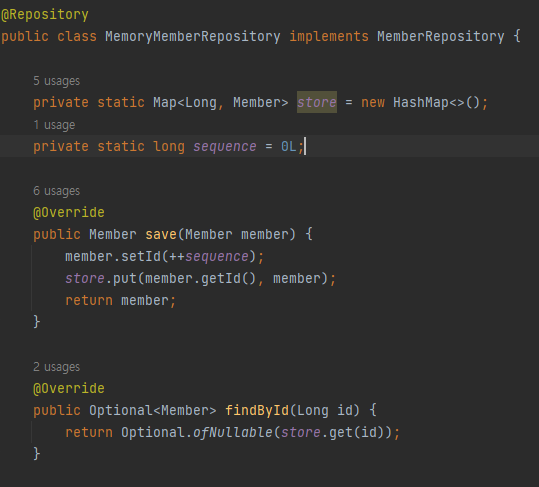 @Repository
public class MemoryMemberRepository implements MemberRepository {
5 usages
private static Map<Long, Member> store = new HashMap<>();
1 usage
private static long sequence = 0L;
6 usages
@Override
public Member save(Member member) {
member.setId(++sequence);
store.put(member.getId(), member);
return member;
}
2 usages
@Override
public Optional<Member> findById(Long id) {
return Optional.ofNullable(store.get(id));
}